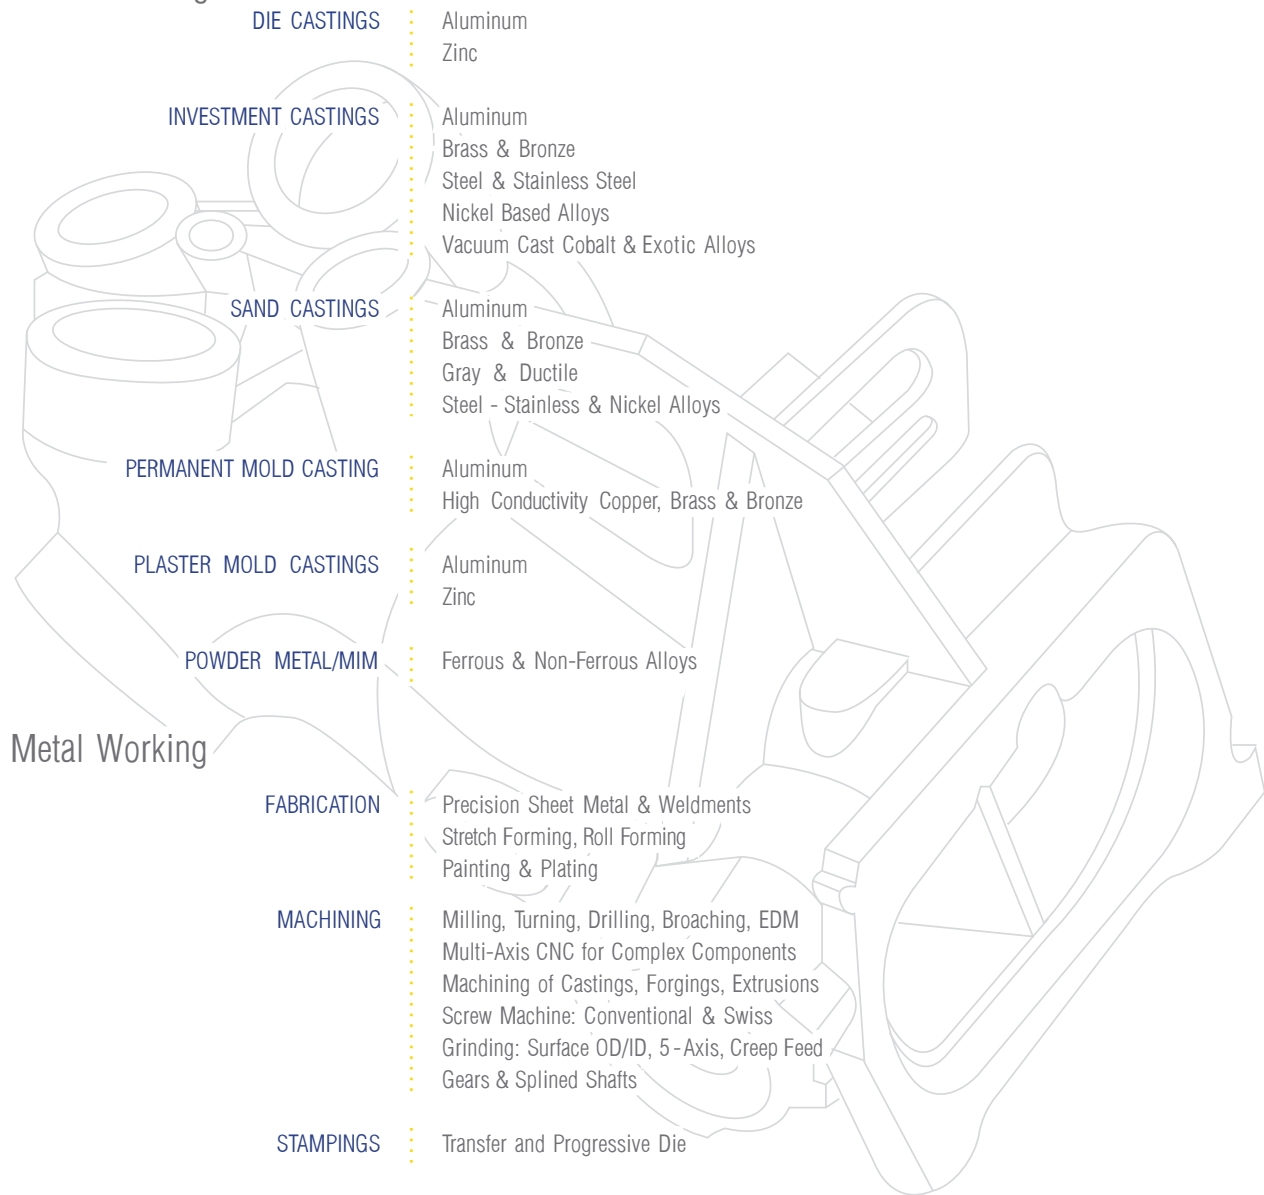 DIE CASTINGS Aluminum
Zinc
INVESTMENT CASTINGS Aluminum
Brass & Bronze
Steel & Stainless Steel
Nickel Based Alloys
Vacuum Cast Cobalt & Exotic Alloys
SAND CASTINGS Aluminum
Brass & Bronze
Gray & Ductile
Steel - Stainless & Nickel Alloys
PERMANENT MOLD CASTING Aluminum
High Conductivity Copper, Brass & Bronze
PLASTER MOLD CASTINGS Aluminum
Zinc
POWDER METAL/MIM Ferrous & Non-Ferrous Alloys
Metal Working
FABRICATION Precision Sheet Metal & Weldments
Stretch Forming, Roll Forming
Painting & Plating
MACHINING Milling, Turning, Drilling, Broaching, EDM
Multi-Axis CNC for Complex Components
Machining of Castings, Forgings, Extrusions
Screw Machine: Conventional & Swiss
Grinding: Surface OD/ID, 5-Axis, Creep Feed
Gears & Splined Shafts
STAMPINGS Transfer and Progressive Die